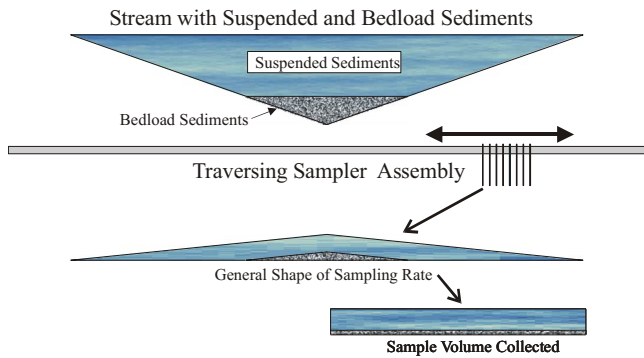 Stream with Suspended and Bedload Sediments
Suspended Sediments
Bedload Sediments
Traversing Sampler Assembly
General Shape of Sampling Rate
Sample Volume Collected